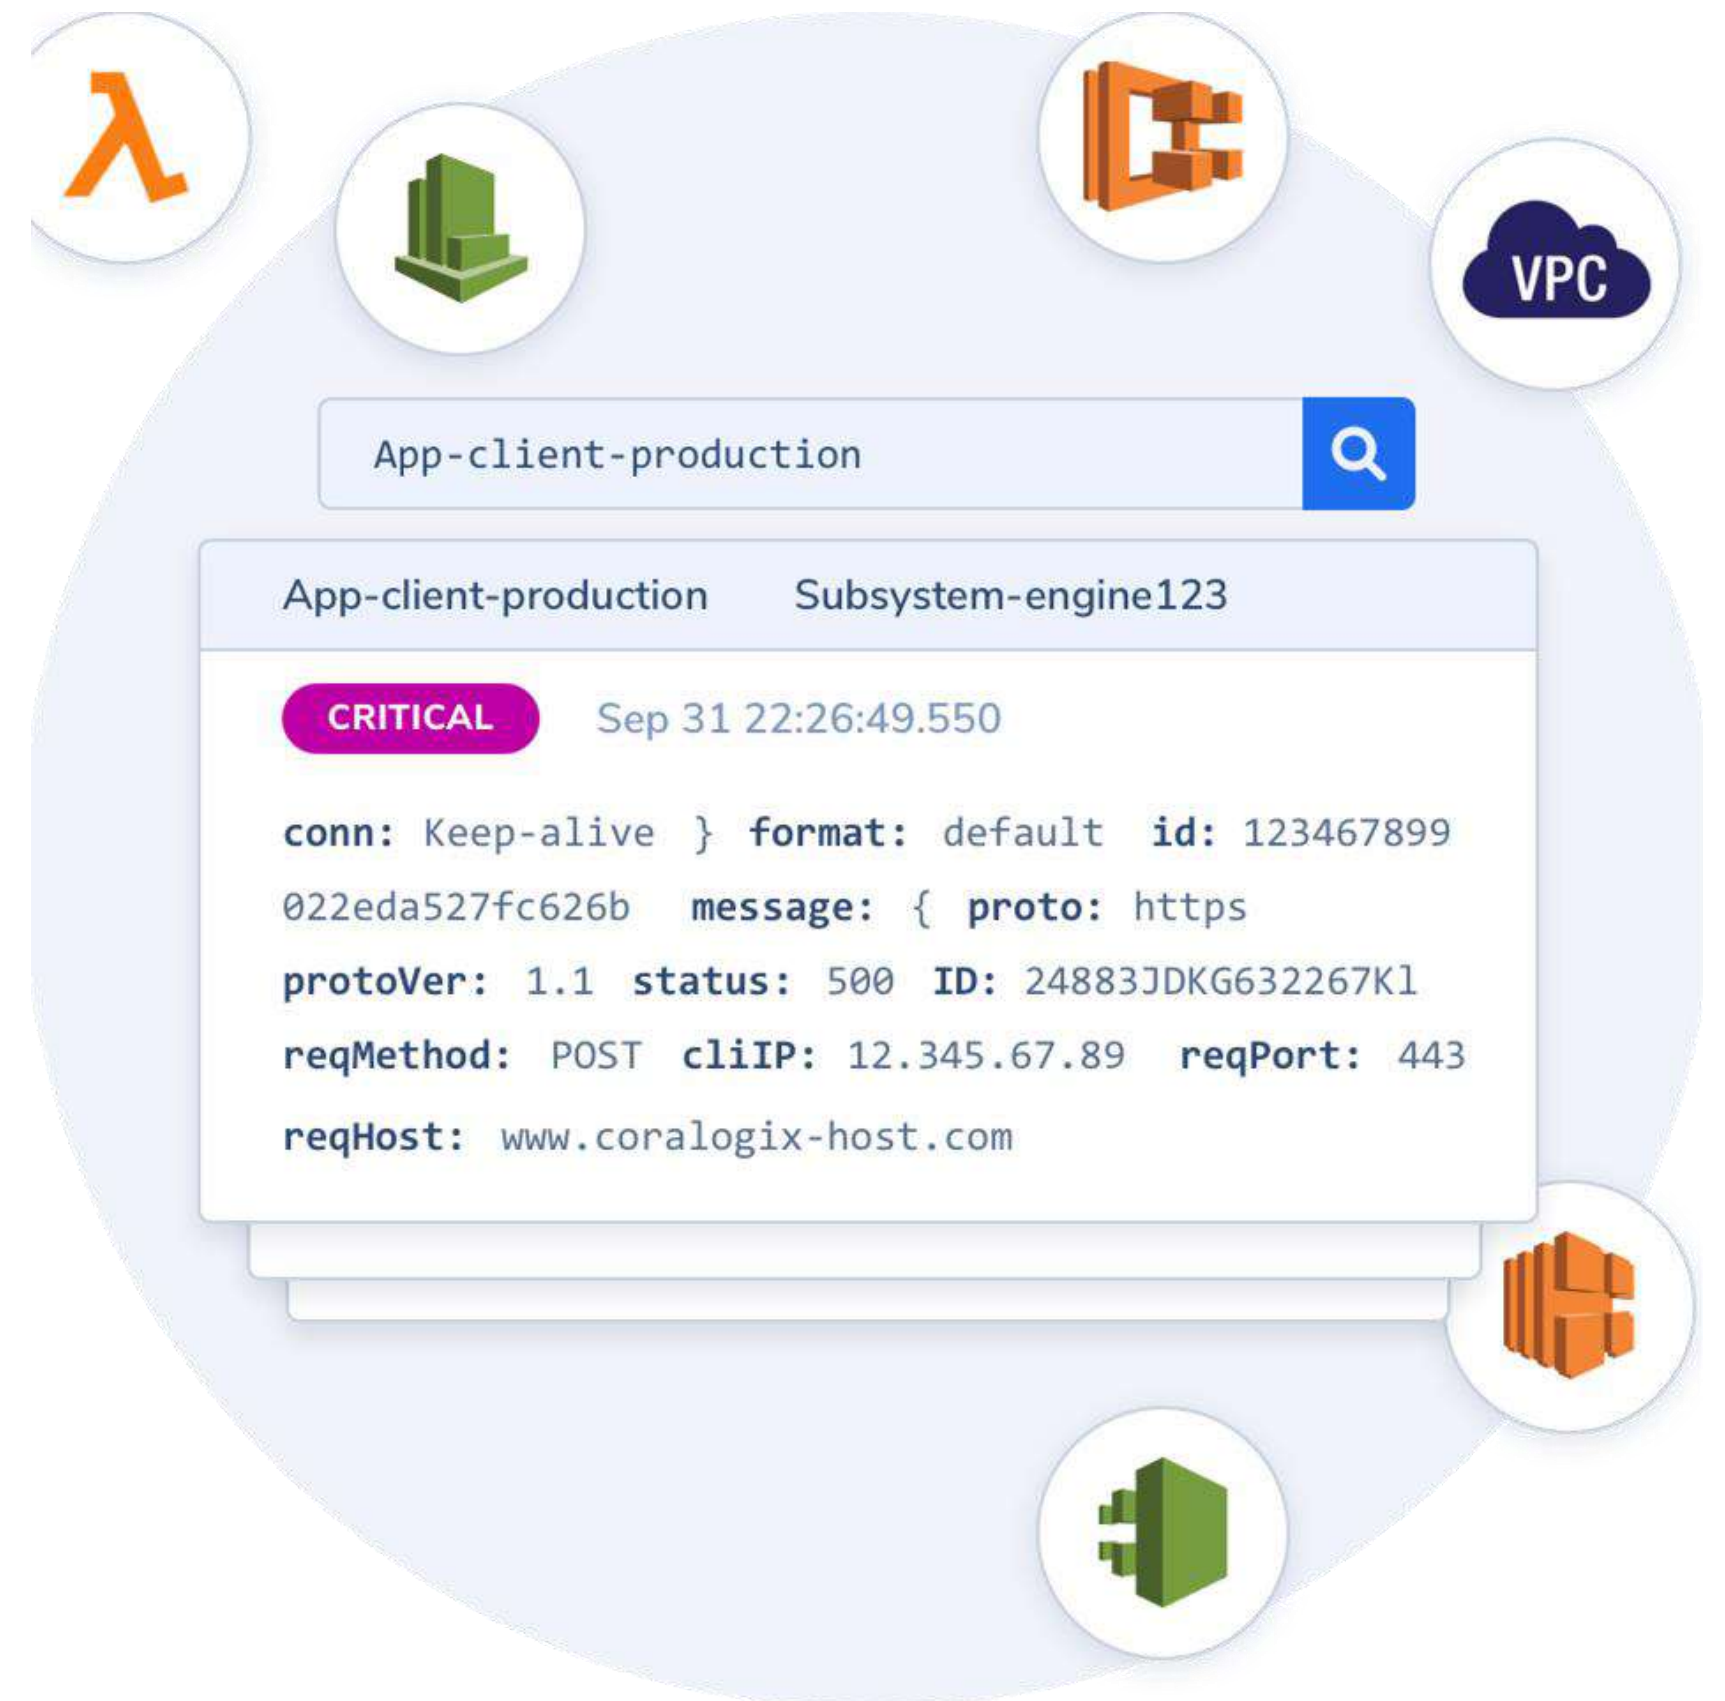 λ
VPC
App-client-production
App-client-production Subsystem-engine123
CRITICAL Sep 31 22:26:49.550
conn: Keep-alive } format: default id: 123467899
022eda527fc626b message: { proto: https
protoVer: 1.1 status: 500 ID: 24883JDKG632267Kl
reqMethod: POST cliIP: 12.345.67.89 reqPort: 443
reqHost: www.coralogix-host.com